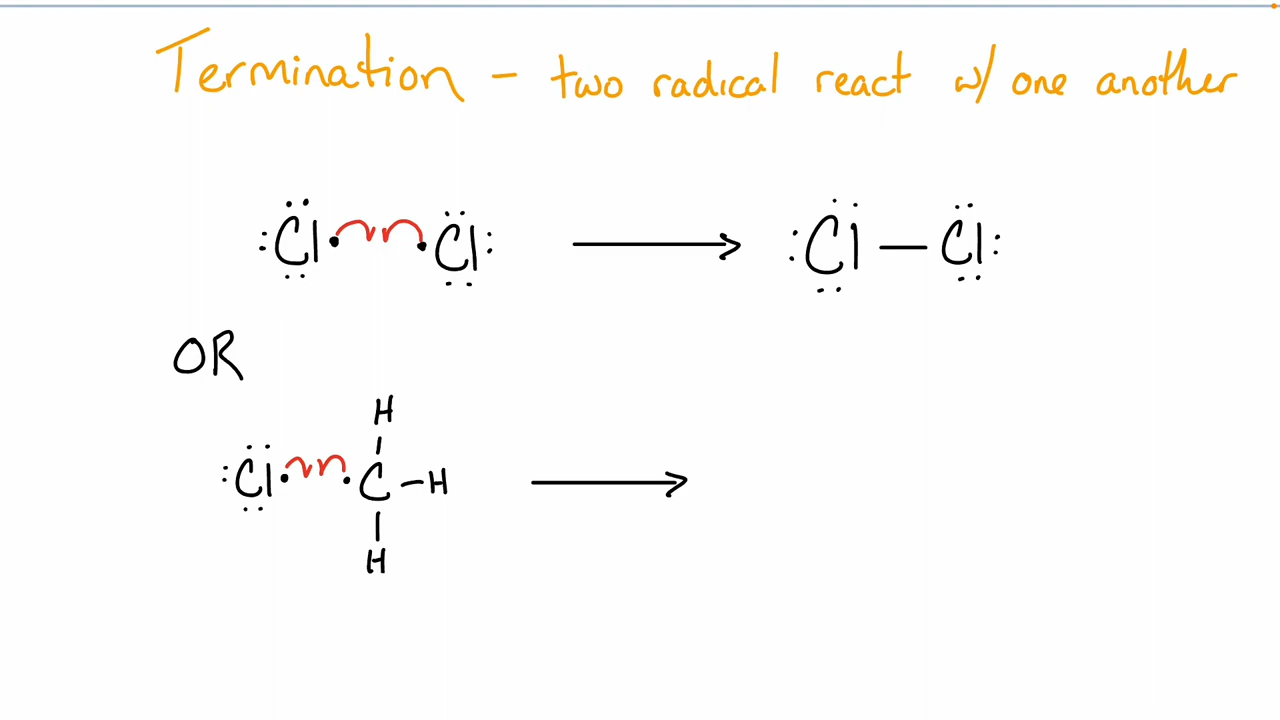 Termination – two radical react w/ one another
:Cl· ·Cl: ⟶ :Cl — Cl:
OR
H
:Cl· ·C – H ⟶
H